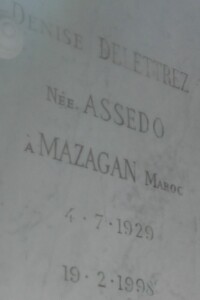 DENISE DELETTREZ
NÉE ASSEDO
À MAZAGAN MAROC
4-7-1929
19-2-1998